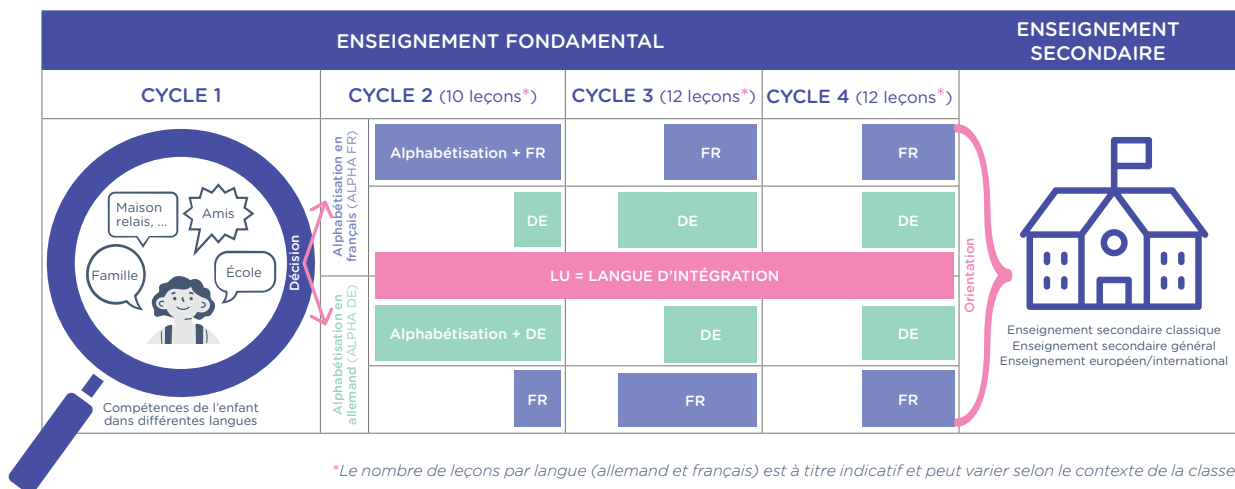 ENSEIGNEMENT FONDAMENTAL
ENSEIGNEMENT
SECONDAIRE
CYCLE 1
CYCLE 2 (10 leçons*)
CYCLE 3 (12 leçons*)
CYCLE 4 (12 leçons*)
Maison
relais, ...
Amis
Famille
École
Compétences de l'enfant
dans différentes langues
Décision
Alphabétisation en
français (ALPHA FR)
Alphabétisation + FR
FR
FR
DE
DE
DE
LU = LANGUE D'INTÉGRATION
Alphabétisation en
allemand (ALPHA DE)
Alphabétisation + DE
DE
DE
FR
FR
FR
Orientation
Enseignement secondaire classique
Enseignement secondaire général
Enseignement européen/international
*Le nombre de leçons par langue (allemand et français) est à titre indicatif et peut varier selon le contexte de la classe